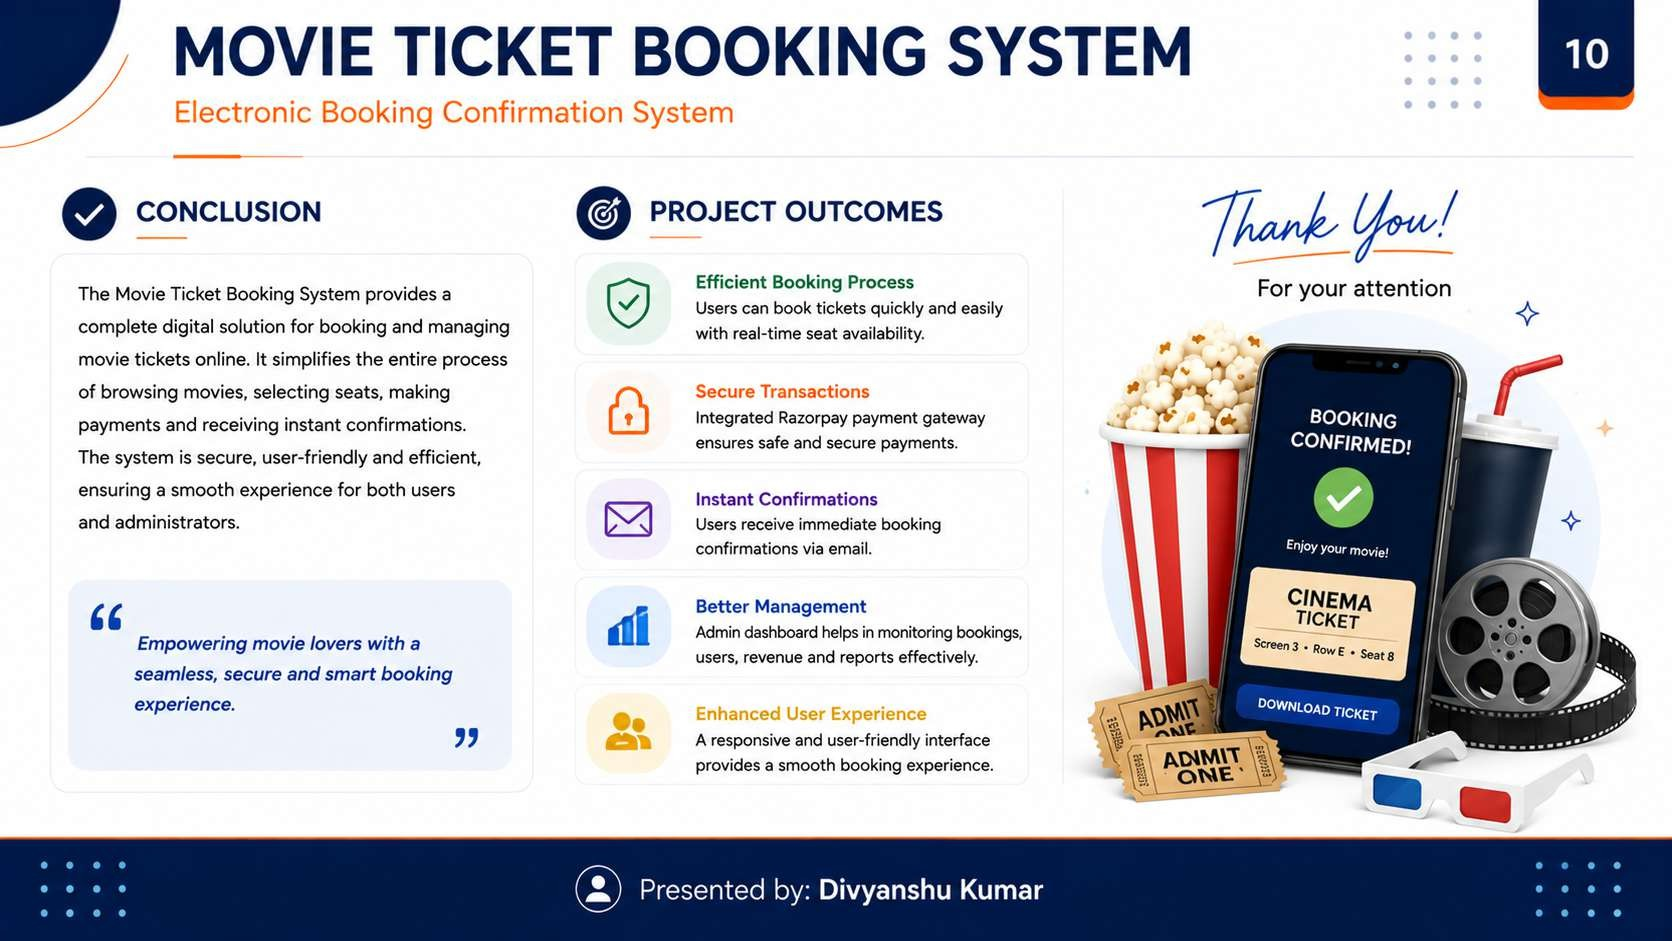 MOVIE TICKET BOOKING SYSTEM
10
Electronic Booking Confirmation System
CONCLUSION
The Movie Ticket Booking System provides a
complete digital solution for booking and managing
movie tickets online. It simplifies the entire process
of browsing movies, selecting seats, making
payments and receiving instant confirmations.
The system is secure, user-friendly and efficient,
ensuring a smooth experience for both users
and administrators.
“
Empowering movie lovers with a
seamless, secure and smart booking
experience.
”
PROJECT OUTCOMES
Efficient Booking Process
Users can book tickets quickly and easily
with real-time seat availability.
Secure Transactions
Integrated Razorpay payment gateway
ensures safe and secure payments.
Instant Confirmations
Users receive immediate booking
confirmations via email.
Better Management
Admin dashboard helps in monitoring bookings,
users, revenue and reports effectively.
Enhanced User Experience
A responsive and user-friendly interface
provides a smooth booking experience.
Thank You!
For your attention
BOOKING
CONFIRMED!
Enjoy your movie!
CINEMA
TICKET
Screen 3 • Row E • Seat 8
DOWNLOAD TICKET
ADMIT
ONE
ADMIT
ONE
Presented by: Divyanshu Kumar